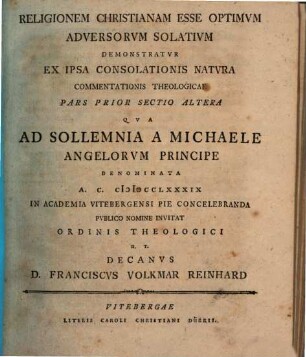 RELIGIONEM CHRISTIANAM ESSE OPTIMVM
ADVERSORVM SOLATIVM
DEMONSTRATVR
EX IPSA CONSOLATIONIS NATVRA
COMMENTATIONIS THEOLOGICAE
PARS PRIOR SECTIO ALTERA
QVA
AD SOLLEMNIA A MICHAELE
ANGELORVM PRINCIPE
DENOMINATA
A. C. CIƆIƆCCLXXXIX
IN ACADEMIA VITEBERGENSI PIE CONCELEBRANDA
PVBLICO NOMINE INVITAT
ORDINIS THEOLOGICI
H. T.
DECANVS
D. FRANCISCVS VOLKMAR REINHARD
VITEBERGAE
LITERIS CAROLI CHRISTIANI DÜRRII.